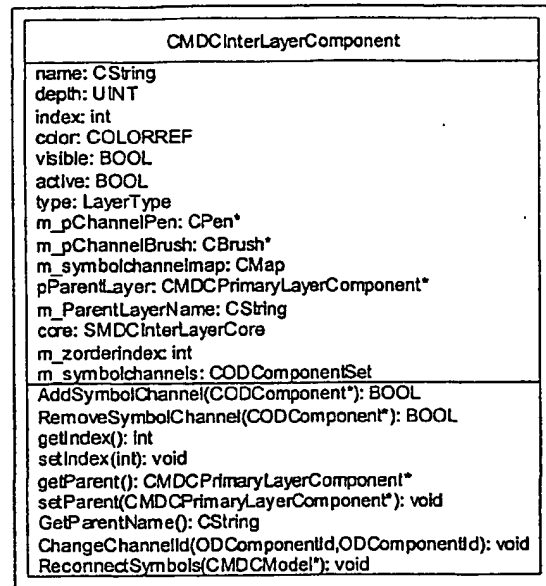 CMDCInterLayerComponent
name: CString
depth: UINT
index: int
color: COLORREF
visible: BOOL
active: BOOL
type: LayerType
m_pChannelPen: CPen*
m_pChannelBrush: CBrush*
m_symbolchannelmap: CMap
pParentLayer: CMDCPrimaryLayerComponent*
m_ParentLayerName: CString
core: SMDCInterLayerCore
m_zorderindex: int
m_symbolchannels: CODComponentSet
AddSymbolChannel(CODComponent*): BOOL
RemoveSymbolChannel(CODComponent*): BOOL
getIndex(): int
setIndex(int): void
getParent(): CMDCPrimaryLayerComponent*
setParent(CMDCPrimaryLayerComponent*): void
GetParentName(): CString
ChangeChannelId(ODComponentId,ODComponentId): void
ReconnectSymbols(CMDCModel*): void